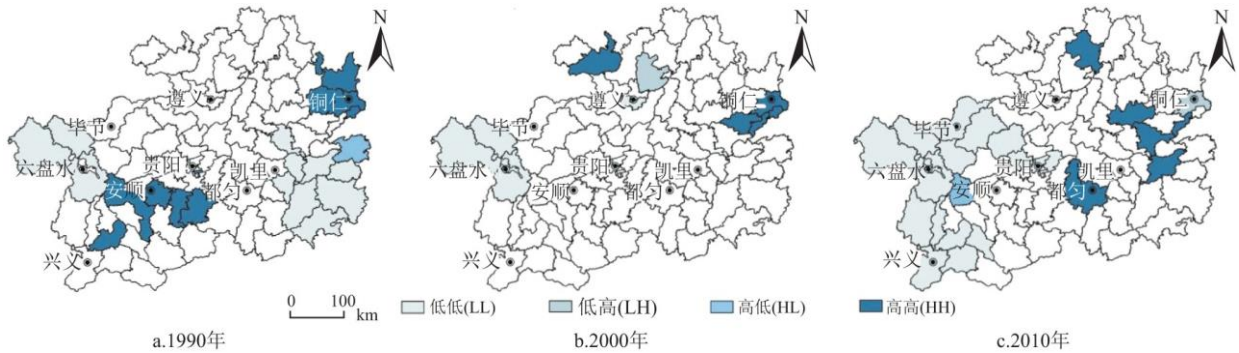 N
铜仁
遵义
毕节
六盘水
贵阳
凯里
安顺
都匀
兴义
N
铜仁
遵义
毕节
六盘水
贵阳
凯里
安顺
都匀
兴义
N
铜仁
遵义
毕节
六盘水
贵阳
凯里
安顺
都匀
兴义
0 100
km
低低(LL)
低高(LH)
高低(HL)
高高(HH)
a.1990年
b.2000年
c.2010年